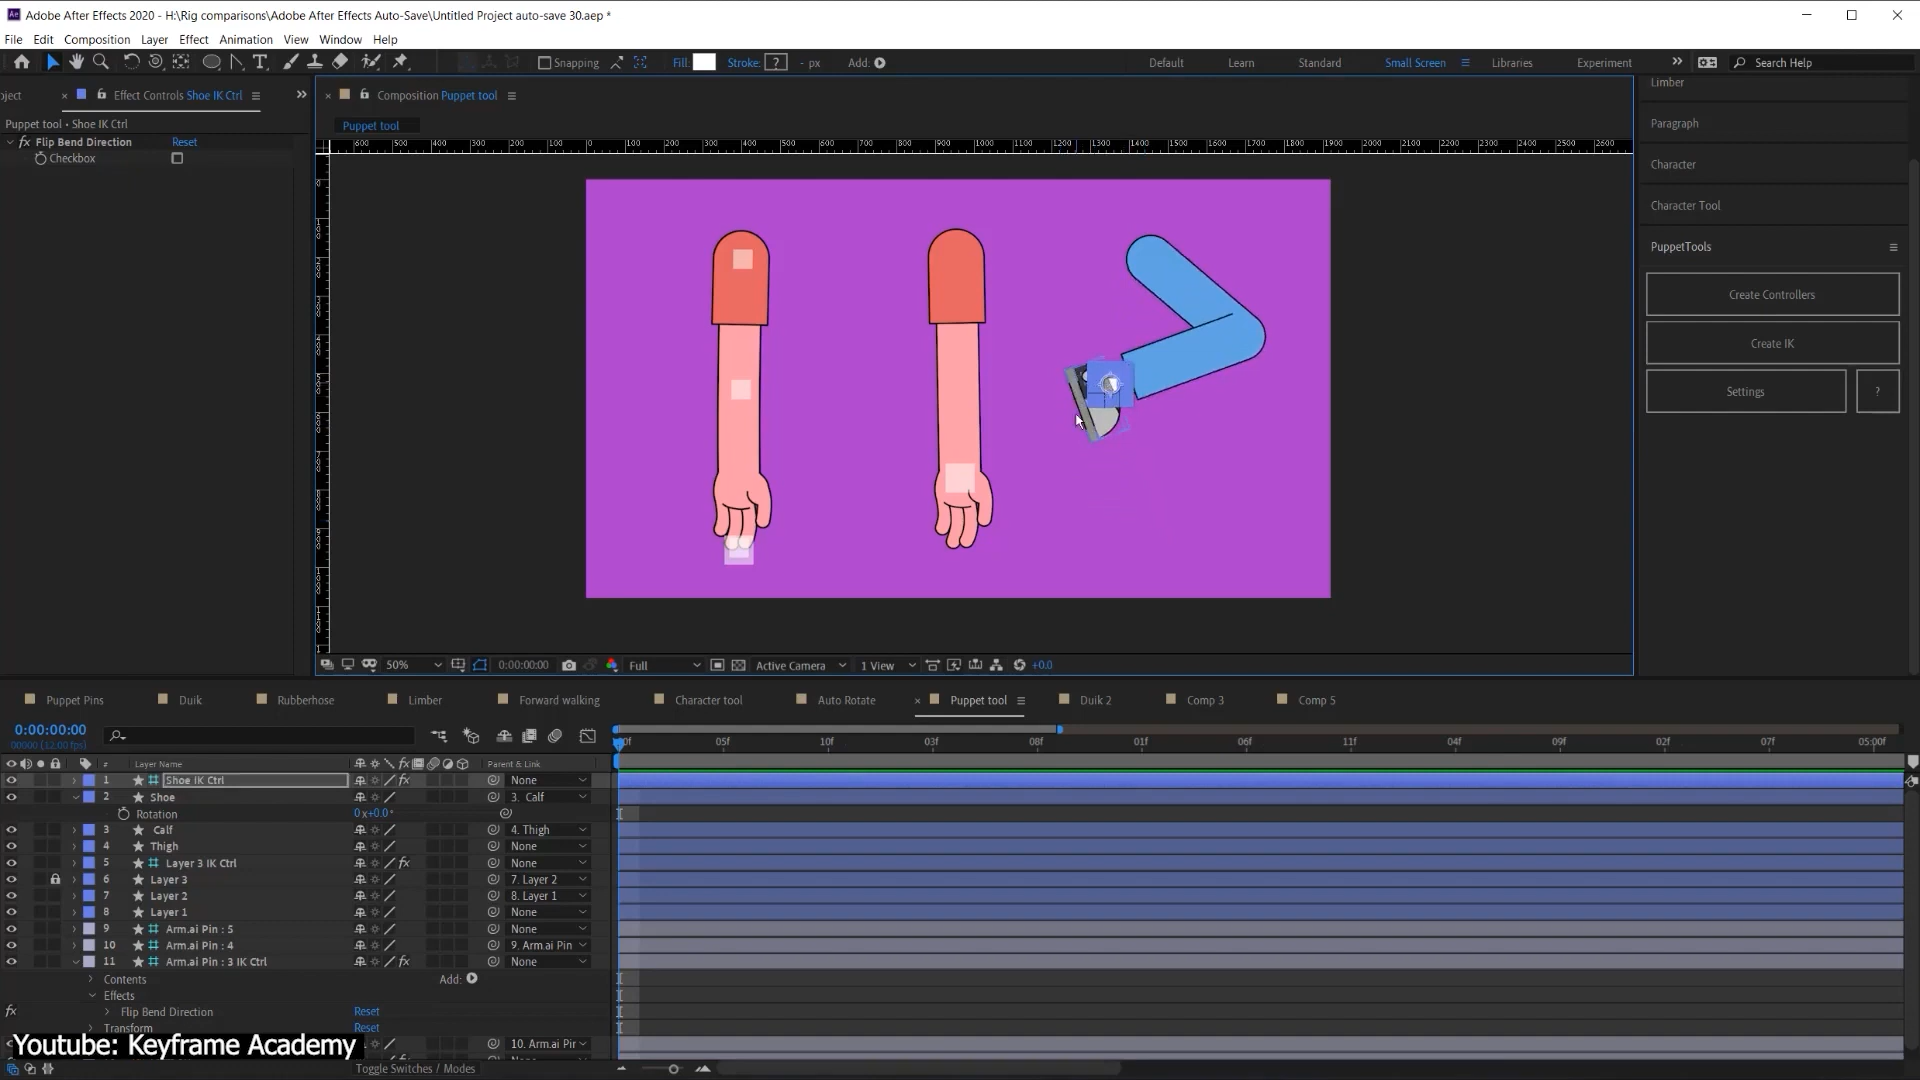 Adobe After Effects 2020 - H:\Rig comparisons\Adobe After Effects Auto-Save\Untitled Project auto-save 30.aep *
File Edit Composition Layer Effect Animation View Window Help
Snapping Fill: Stroke: ? - px Add: Default Learn Standard Small Screen Libraries Experiment Search Help
oject Effect Controls Shoe IK Ctrl
Composition Puppet tool
Puppet tool • Shoe IK Ctrl
Puppet tool
Flip Bend Direction Reset
Checkbox
600 500 400 300 200 100 0 100 200 300 400 500 600 700 800 900 1000 1100 1200 1300 1400 1500 1600 1700 1800 1900 2000 2100 2200 2300 2400 2500 2600
Limber
Paragraph
Character
Character Tool
PuppetTools
Create Controllers
Create IK
Settings ?
50% 0:00:00:00 Full Active Camera 1 View +0.0
Puppet Pins Duik Rubberhose Limber Forward walking Character tool Auto Rotate Puppet tool Duik 2 Comp 3 Comp 5
0:00:00:00
00000 (12.00 fps)
05f 10f 03f 08f 01f 06f 11f 04f 09f 02f 07f 05:00f
# Layer Name Parent & Link
1 Shoe IK Ctrl None
2 Shoe 3. Calf
Rotation 0x+0.0°
3 Calf 4. Thigh
4 Thigh None
5 Layer 3 IK Ctrl None
6 Layer 3 7. Layer 2
7 Layer 2 8. Layer 1
8 Layer 1 None
9 Arm.ai Pin : 5 None
10 Arm.ai Pin : 4 9. Arm.ai Pin
11 Arm.ai Pin : 3 IK Ctrl None
Contents Add:
Effects
fx Flip Bend Direction Reset
Transform Reset
10. Arm.ai Pir
Youtube: Keyframe Academy
Toggle Switches / Modes